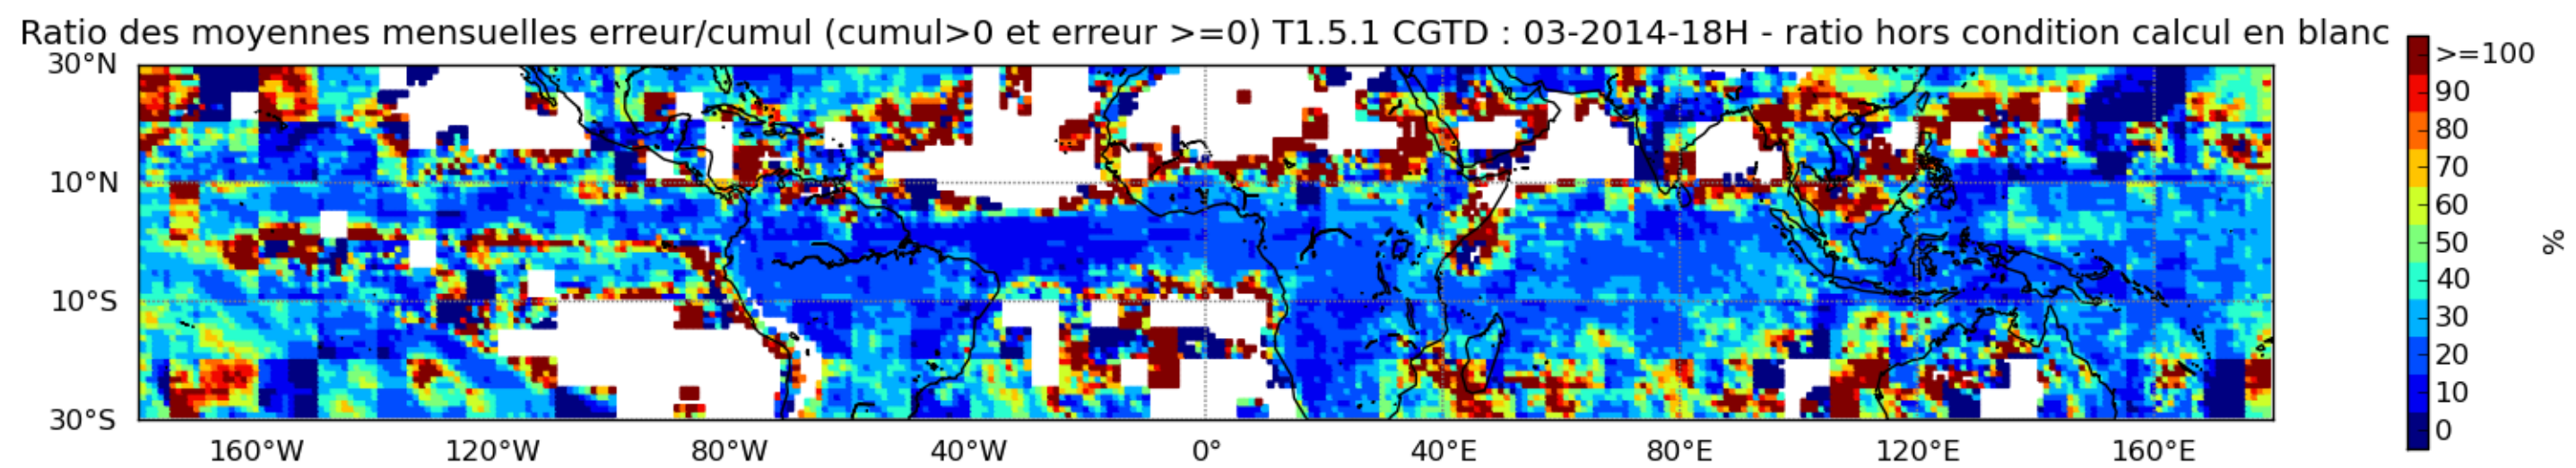 Ratio des moyennes mensuelles erreur/cumul (cumul>0 et erreur >=0) T1.5.1 CGTD : 03-2014-18H - ratio hors condition calcul en blanc
30°N
10°N
10°S
30°S
160°W 120°W 80°W 40°W 0° 40°E 80°E 120°E 160°E
>=100
90
80
70
60
50
40
30
20
10
0
%